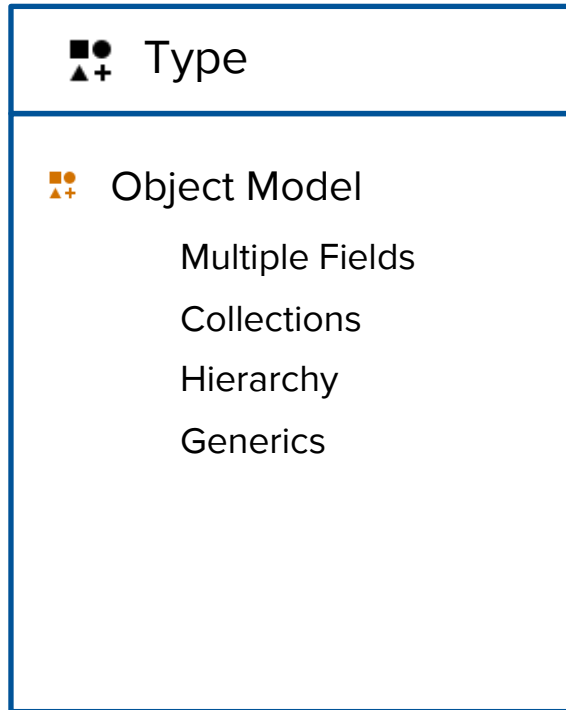 Type
Object Model
Multiple Fields
Collections
Hierarchy
Generics